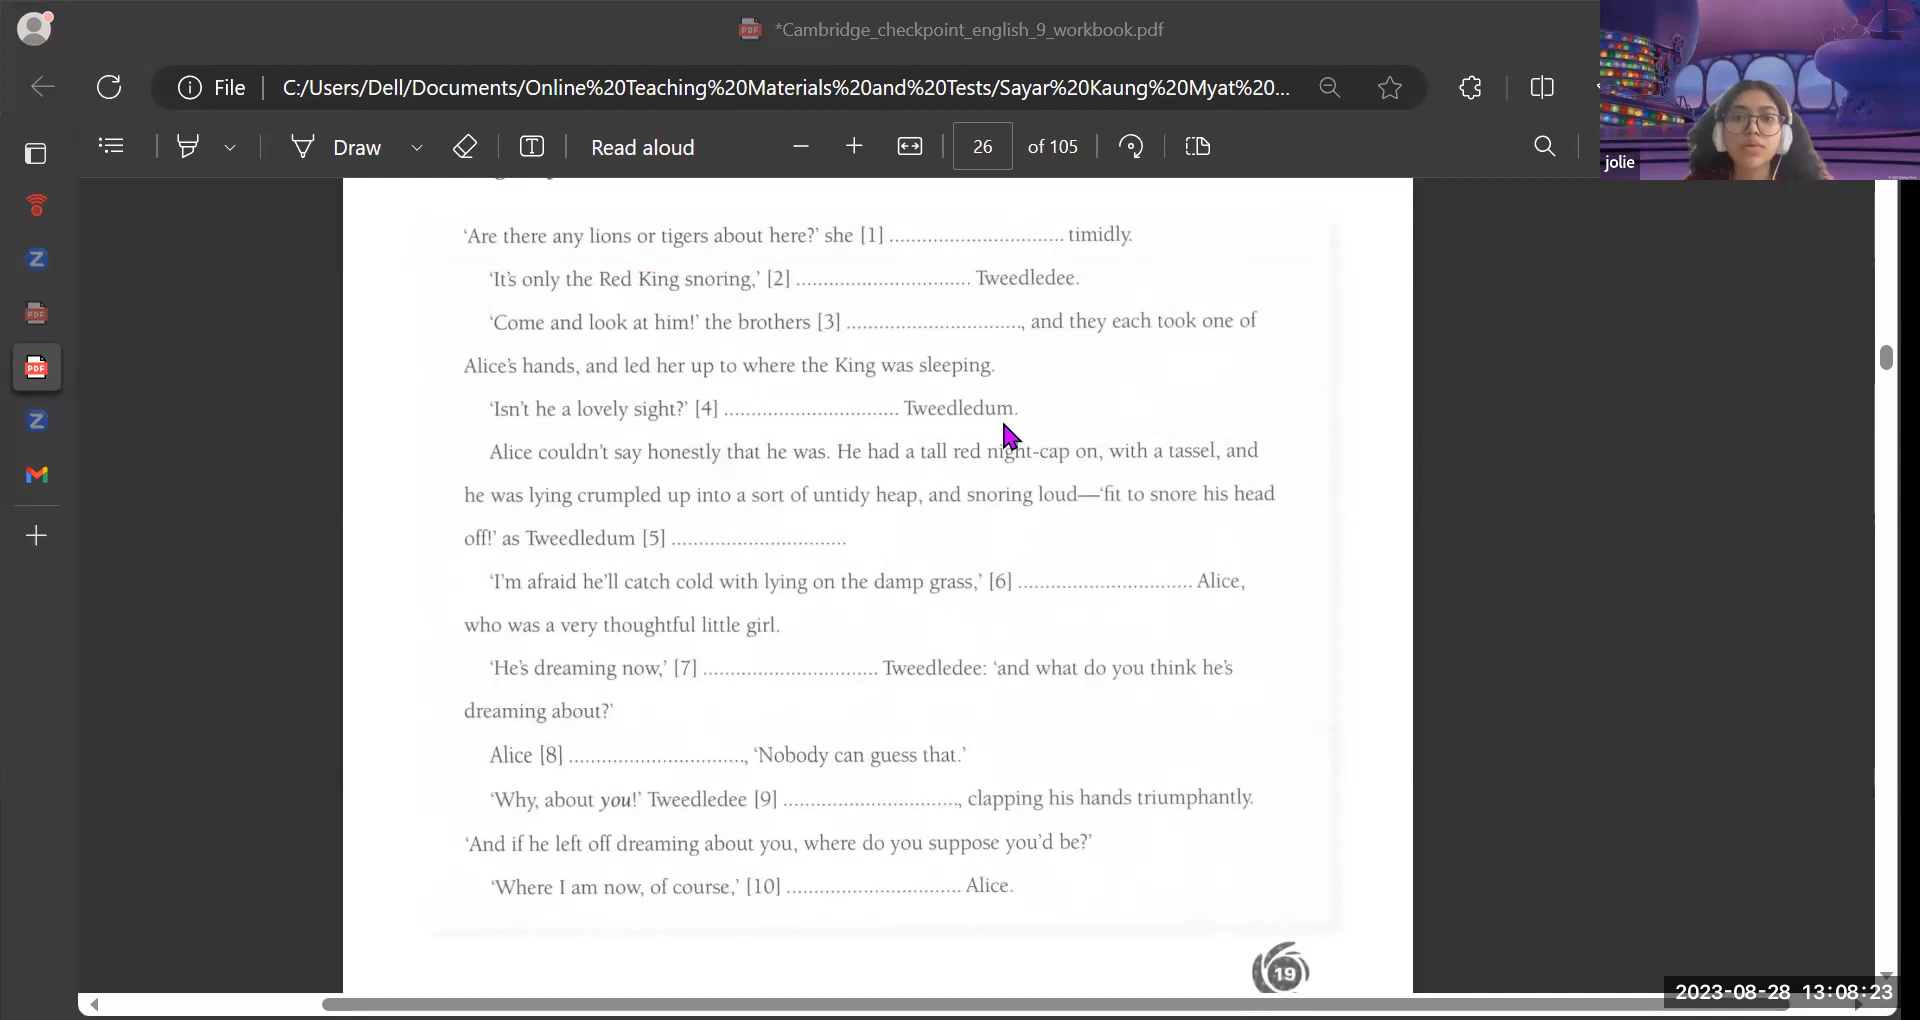 *Cambridge_checkpoint_english_9_workbook.pdf
File
C:/Users/Dell/Documents/Online%20Teaching%20Materials%20and%20Tests/Sayar%20Kaung%20Myat%20...
Draw
Read aloud
26 of 105
jolie
‘Are there any lions or tigers about here?’ she [1] ................................ timidly.
‘It’s only the Red King snoring,’ [2] ................................ Tweedledee.
‘Come and look at him!’ the brothers [3] ................................, and they each took one of
Alice’s hands, and led her up to where the King was sleeping.
‘Isn’t he a lovely sight?’ [4] ................................ Tweedledum.
Alice couldn’t say honestly that he was. He had a tall red night-cap on, with a tassel, and
he was lying crumpled up into a sort of untidy heap, and snoring loud—‘fit to snore his head
off!’ as Tweedledum [5] ................................
‘I’m afraid he’ll catch cold with lying on the damp grass,’ [6] ................................ Alice,
who was a very thoughtful little girl.
‘He’s dreaming now,’ [7] ................................ Tweedledee: ‘and what do you think he’s
dreaming about?’
Alice [8] ................................, ‘Nobody can guess that.’
‘Why, about you!’ Tweedledee [9] ................................, clapping his hands triumphantly.
‘And if he left off dreaming about you, where do you suppose you’d be?’
‘Where I am now, of course,’ [10] ................................ Alice.
19
2023-08-28 13:08:23